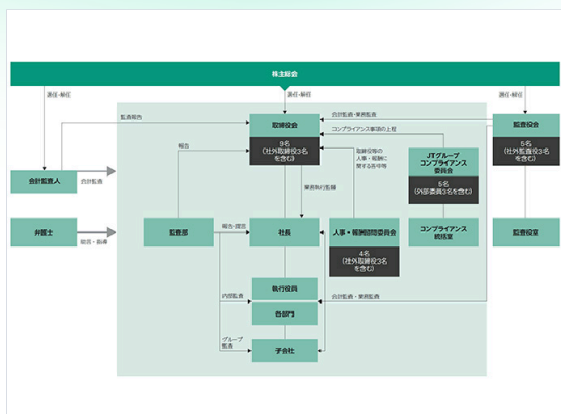 株主総会
選任・解任
選任・解任
選任・解任
監査報告
会計監査・業務監査
コンプライアンス事項の上程
取締役会
9名
(社外取締役3名
を含む)
監査役会
5名
(社外監査役3名
を含む)
報告
取締役等の
人事・報酬に
関する答申等
JTグループ
コンプライアンス
委員会
5名
(外部委員3名を含む)
会計監査人
会計監査
業務執行監督
弁護士
助言・指導
監査部
報告・提言
社長
人事・報酬諮問委員会
4名
(社外取締役3名
を含む)
コンプライアンス
統括室
監査役室
執行役員
内部監査
会計監査・業務監査
各部門
グループ
監査
子会社